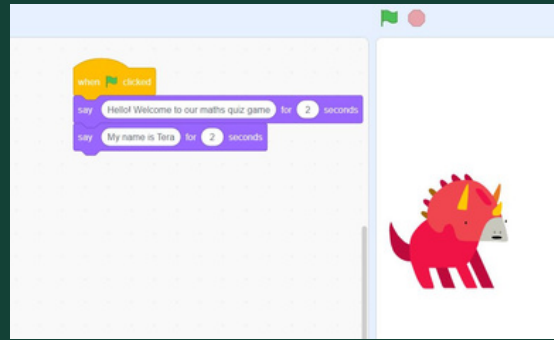 when clicked
say Hello! Welcome to our maths quiz game for 2 seconds
say My name is Tera for 2 seconds